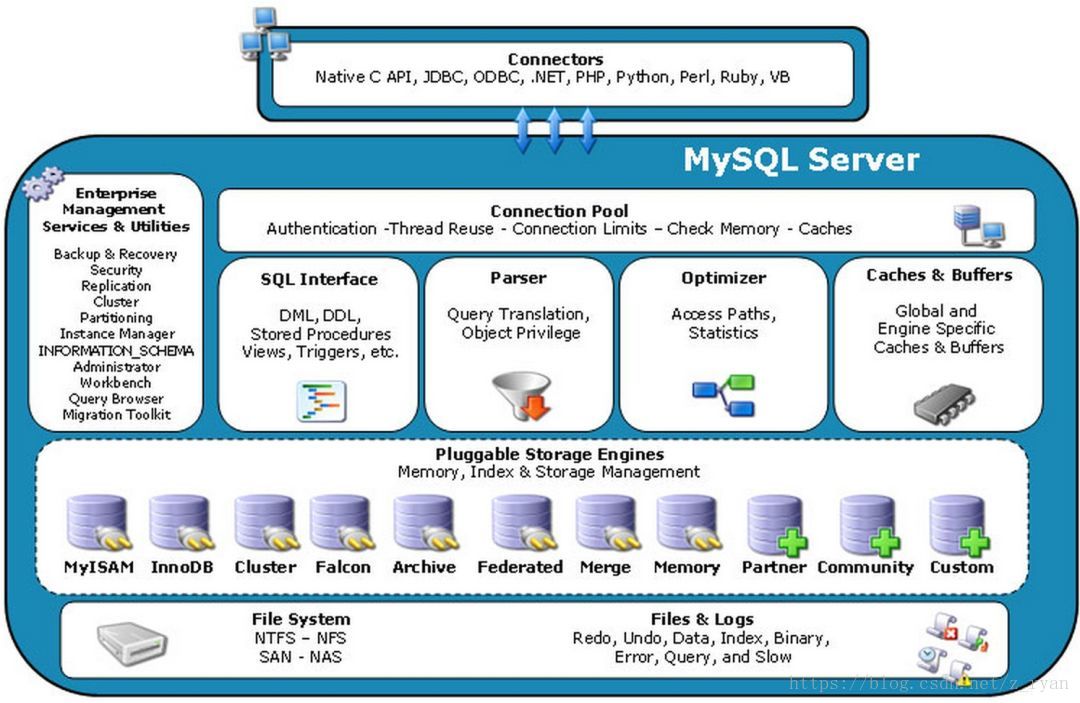 Connectors
Native C API, JDBC, ODBC, .NET, PHP, Python, Perl, Ruby, VB
MySQL Server
Enterprise
Management
Services & Utilities
Backup & Recovery
Security
Replication
Cluster
Partitioning
Instance Manager
INFORMATION_SCHEMA
Administrator
Workbench
Query Browser
Migration Toolkit
Connection Pool
Authentication -Thread Reuse - Connection Limits – Check Memory - Caches
SQL Interface
DML, DDL,
Stored Procedures
Views, Triggers, etc.
Parser
Query Translation,
Object Privilege
Optimizer
Access Paths,
Statistics
Caches & Buffers
Global and
Engine Specific
Caches & Buffers
Pluggable Storage Engines
Memory, Index & Storage Management
MyISAM
InnoDB
Cluster
Falcon
Archive
Federated
Merge
Memory
Partner
Community
Custom
File System
NTFS – NFS
SAN - NAS
Files & Logs
Redo, Undo, Data, Index, Binary,
Error, Query, and Slow
https://blog.csdn.net/z_ryan